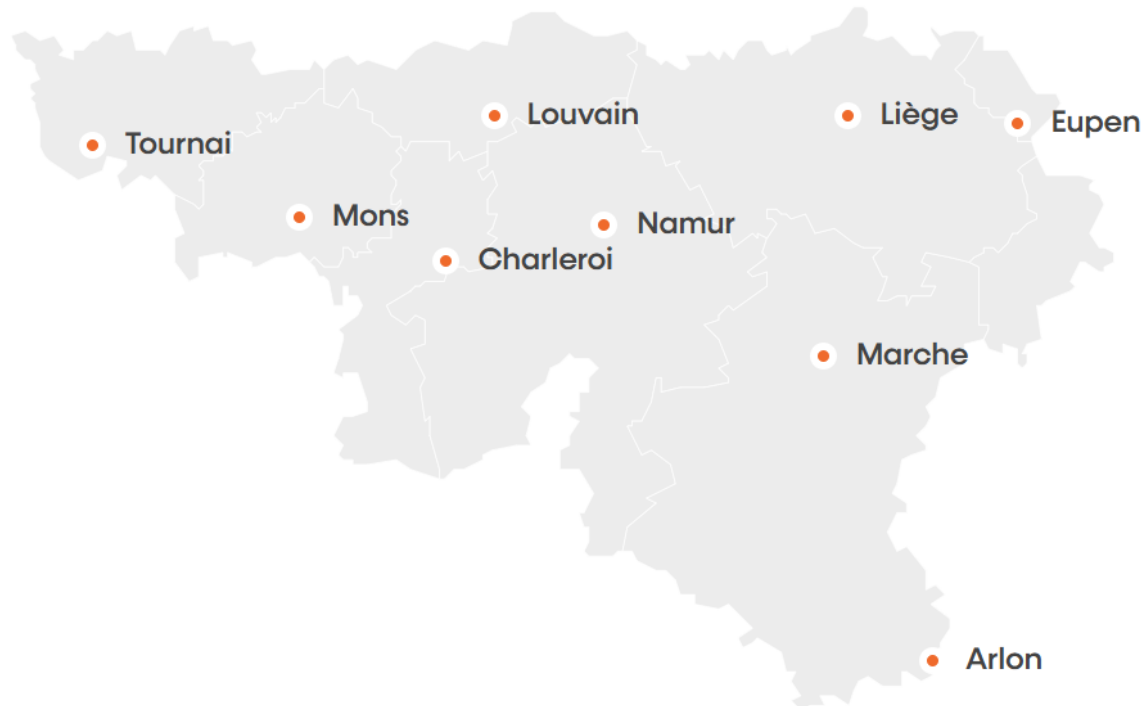 Louvain
Liège
Eupen
Tournai
Mons
Namur
Charleroi
Marche
Arlon